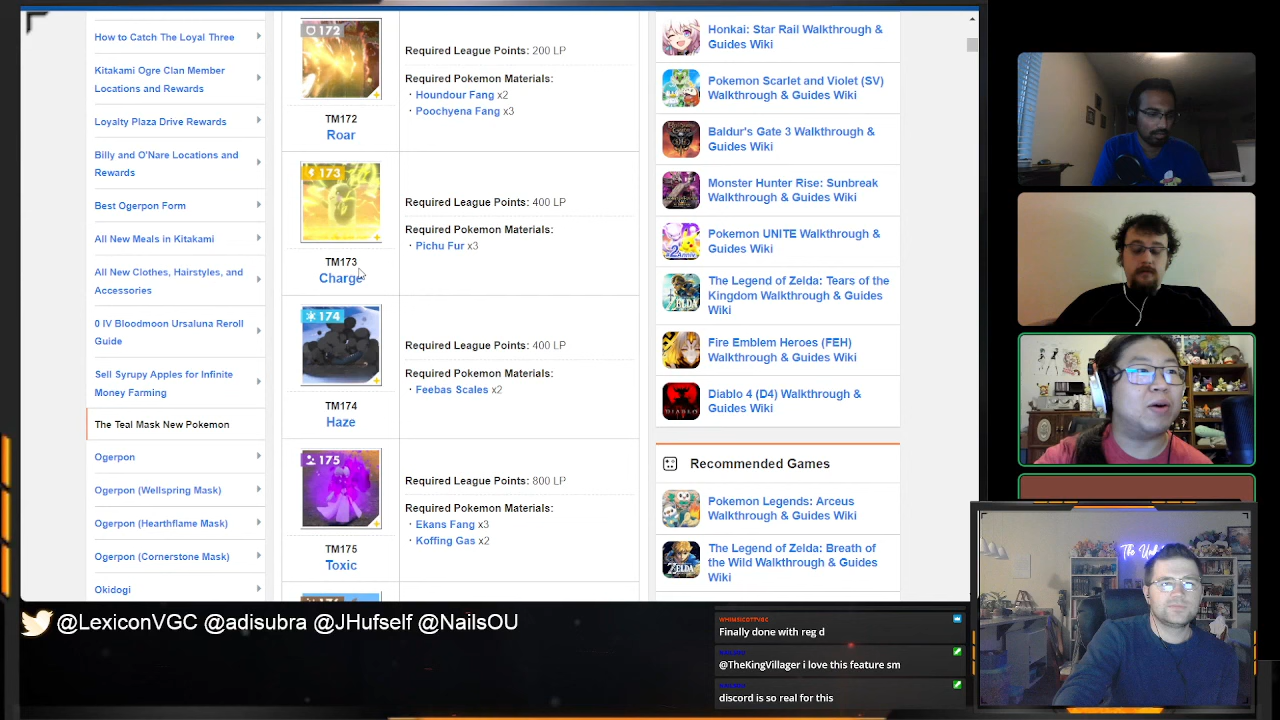 How to Catch The Loyal Three
Kitakami Ogre Clan Member
Locations and Rewards
Loyalty Plaza Drive Rewards
Billy and O'Nare Locations and
Rewards
Best Ogerpon Form
All New Meals in Kitakami
All New Clothes, Hairstyles, and
Accessories
0 IV Bloodmoon Ursaluna Reroll
Guide
Sell Syrupy Apples for Infinite
Money Farming
The Teal Mask New Pokemon
Ogerpon
Ogerpon (Wellspring Mask)
Ogerpon (Hearthflame Mask)
Ogerpon (Cornerstone Mask)
Okidogi
172
TM172
Roar
Required League Points: 200 LP
Required Pokemon Materials:
・Houndour Fang x2
・Poochyena Fang x3
173
TM173
Charge
Required League Points: 400 LP
Required Pokemon Materials:
・Pichu Fur x3
174
TM174
Haze
Required League Points: 400 LP
Required Pokemon Materials:
・Feebas Scales x2
175
TM175
Toxic
Required League Points: 800 LP
Required Pokemon Materials:
・Ekans Fang x3
・Koffing Gas x2
Honkai: Star Rail Walkthrough &
Guides Wiki
Pokemon Scarlet and Violet (SV)
Walkthrough & Guides Wiki
Baldur's Gate 3 Walkthrough &
Guides Wiki
Monster Hunter Rise: Sunbreak
Walkthrough & Guides Wiki
Pokemon UNITE Walkthrough &
Guides Wiki
The Legend of Zelda: Tears of the
Kingdom Walkthrough & Guides
Wiki
Fire Emblem Heroes (FEH)
Walkthrough & Guides Wiki
Diablo 4 (D4) Walkthrough &
Guides Wiki
Recommended Games
Pokemon Legends: Arceus
Walkthrough & Guides Wiki
The Legend of Zelda: Breath of
the Wild Walkthrough & Guides
Wiki
@LexiconVGC @adisubra @JHufself @NailsOU
WHIMSICOTTVGC
Finally done with reg d
@TheKingVillager i love this feature sm
discord is so real for this